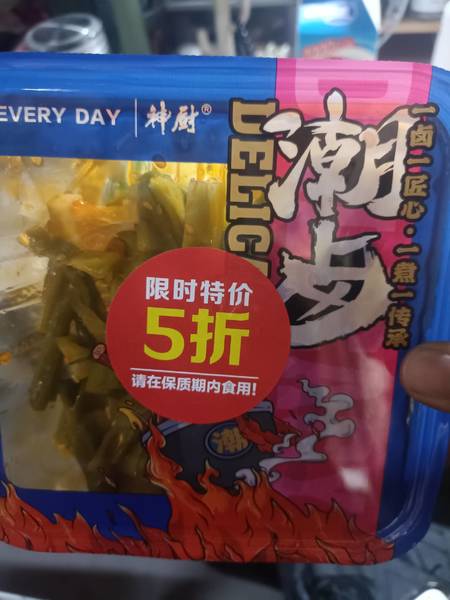 EVERY DAY 神厨®
DELIC
潮卤
一卤一匠心·一煮一传承
限时特价
5折
请在保质期内食用!
潮